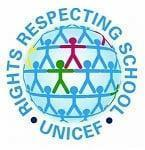 RIGHTS RESPECTING SCHOOL
UNICEF